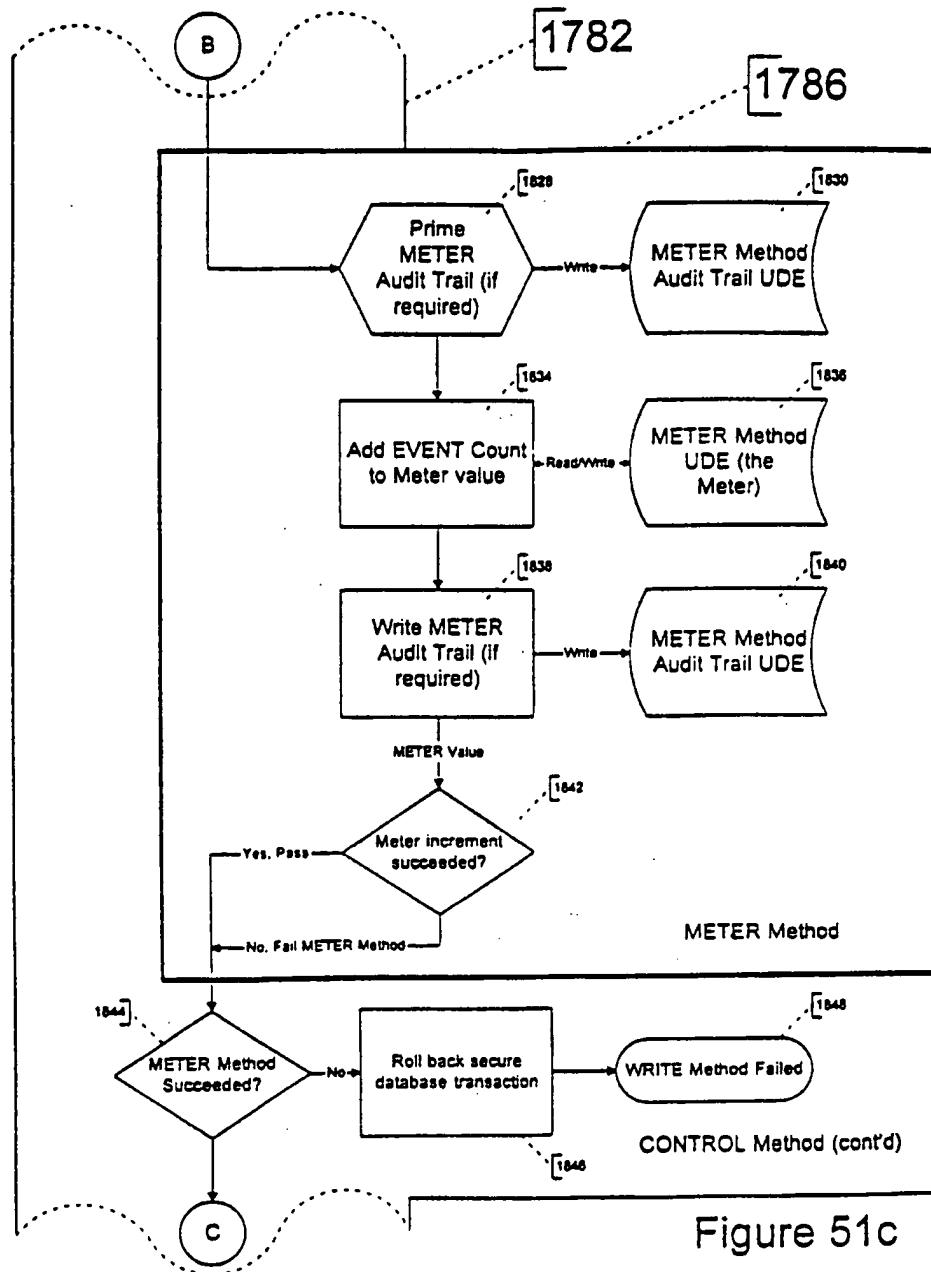 B
1782
1786
1828
Prime
METER
Audit Trail (if
required)
Write
1830
METER Method
Audit Trail UDE
1834
Add EVENT Count
to Meter value
Read/Write
1836
METER Method
UDE (the
Meter)
1838
Write METER
Audit Trail (if
required)
Write
1840
METER Method
Audit Trail UDE
METER Value
1842
Meter increment
succeeded?
Yes, Pass
No, Fail METER Method
METER Method
1844
METER Method
Succeeded?
No
Roll back secure
database transaction
1846
1848
WRITE Method Failed
CONTROL Method (cont'd)
C
Figure 51c